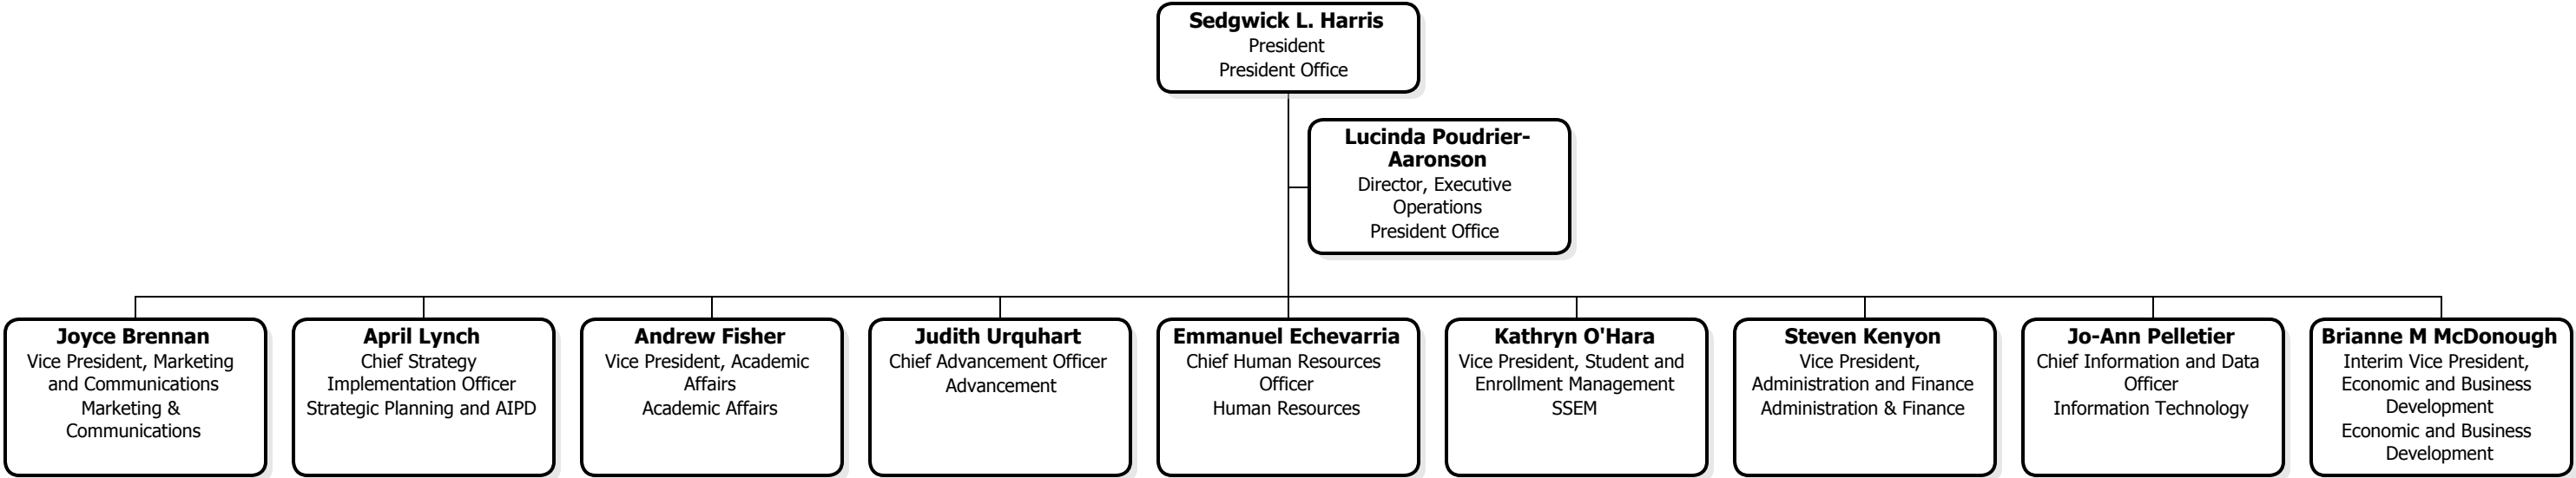 Sedgwick L. Harris
President
President Office
Lucinda Poudrier-
Aaronson
Director, Executive
Operations
President Office
Joyce Brennan
Vice President, Marketing
and Communications
Marketing &
Communications
April Lynch
Chief Strategy
Implementation Officer
Strategic Planning and AIPD
Andrew Fisher
Vice President, Academic
Affairs
Academic Affairs
Judith Urquhart
Chief Advancement Officer
Advancement
Emmanuel Echevarria
Chief Human Resources
Officer
Human Resources
Kathryn O'Hara
Vice President, Student and
Enrollment Management
SSEM
Steven Kenyon
Vice President,
Administration and Finance
Administration & Finance
Jo-Ann Pelletier
Chief Information and Data
Officer
Information Technology
Brianne M McDonough
Interim Vice President,
Economic and Business
Development
Economic and Business
Development